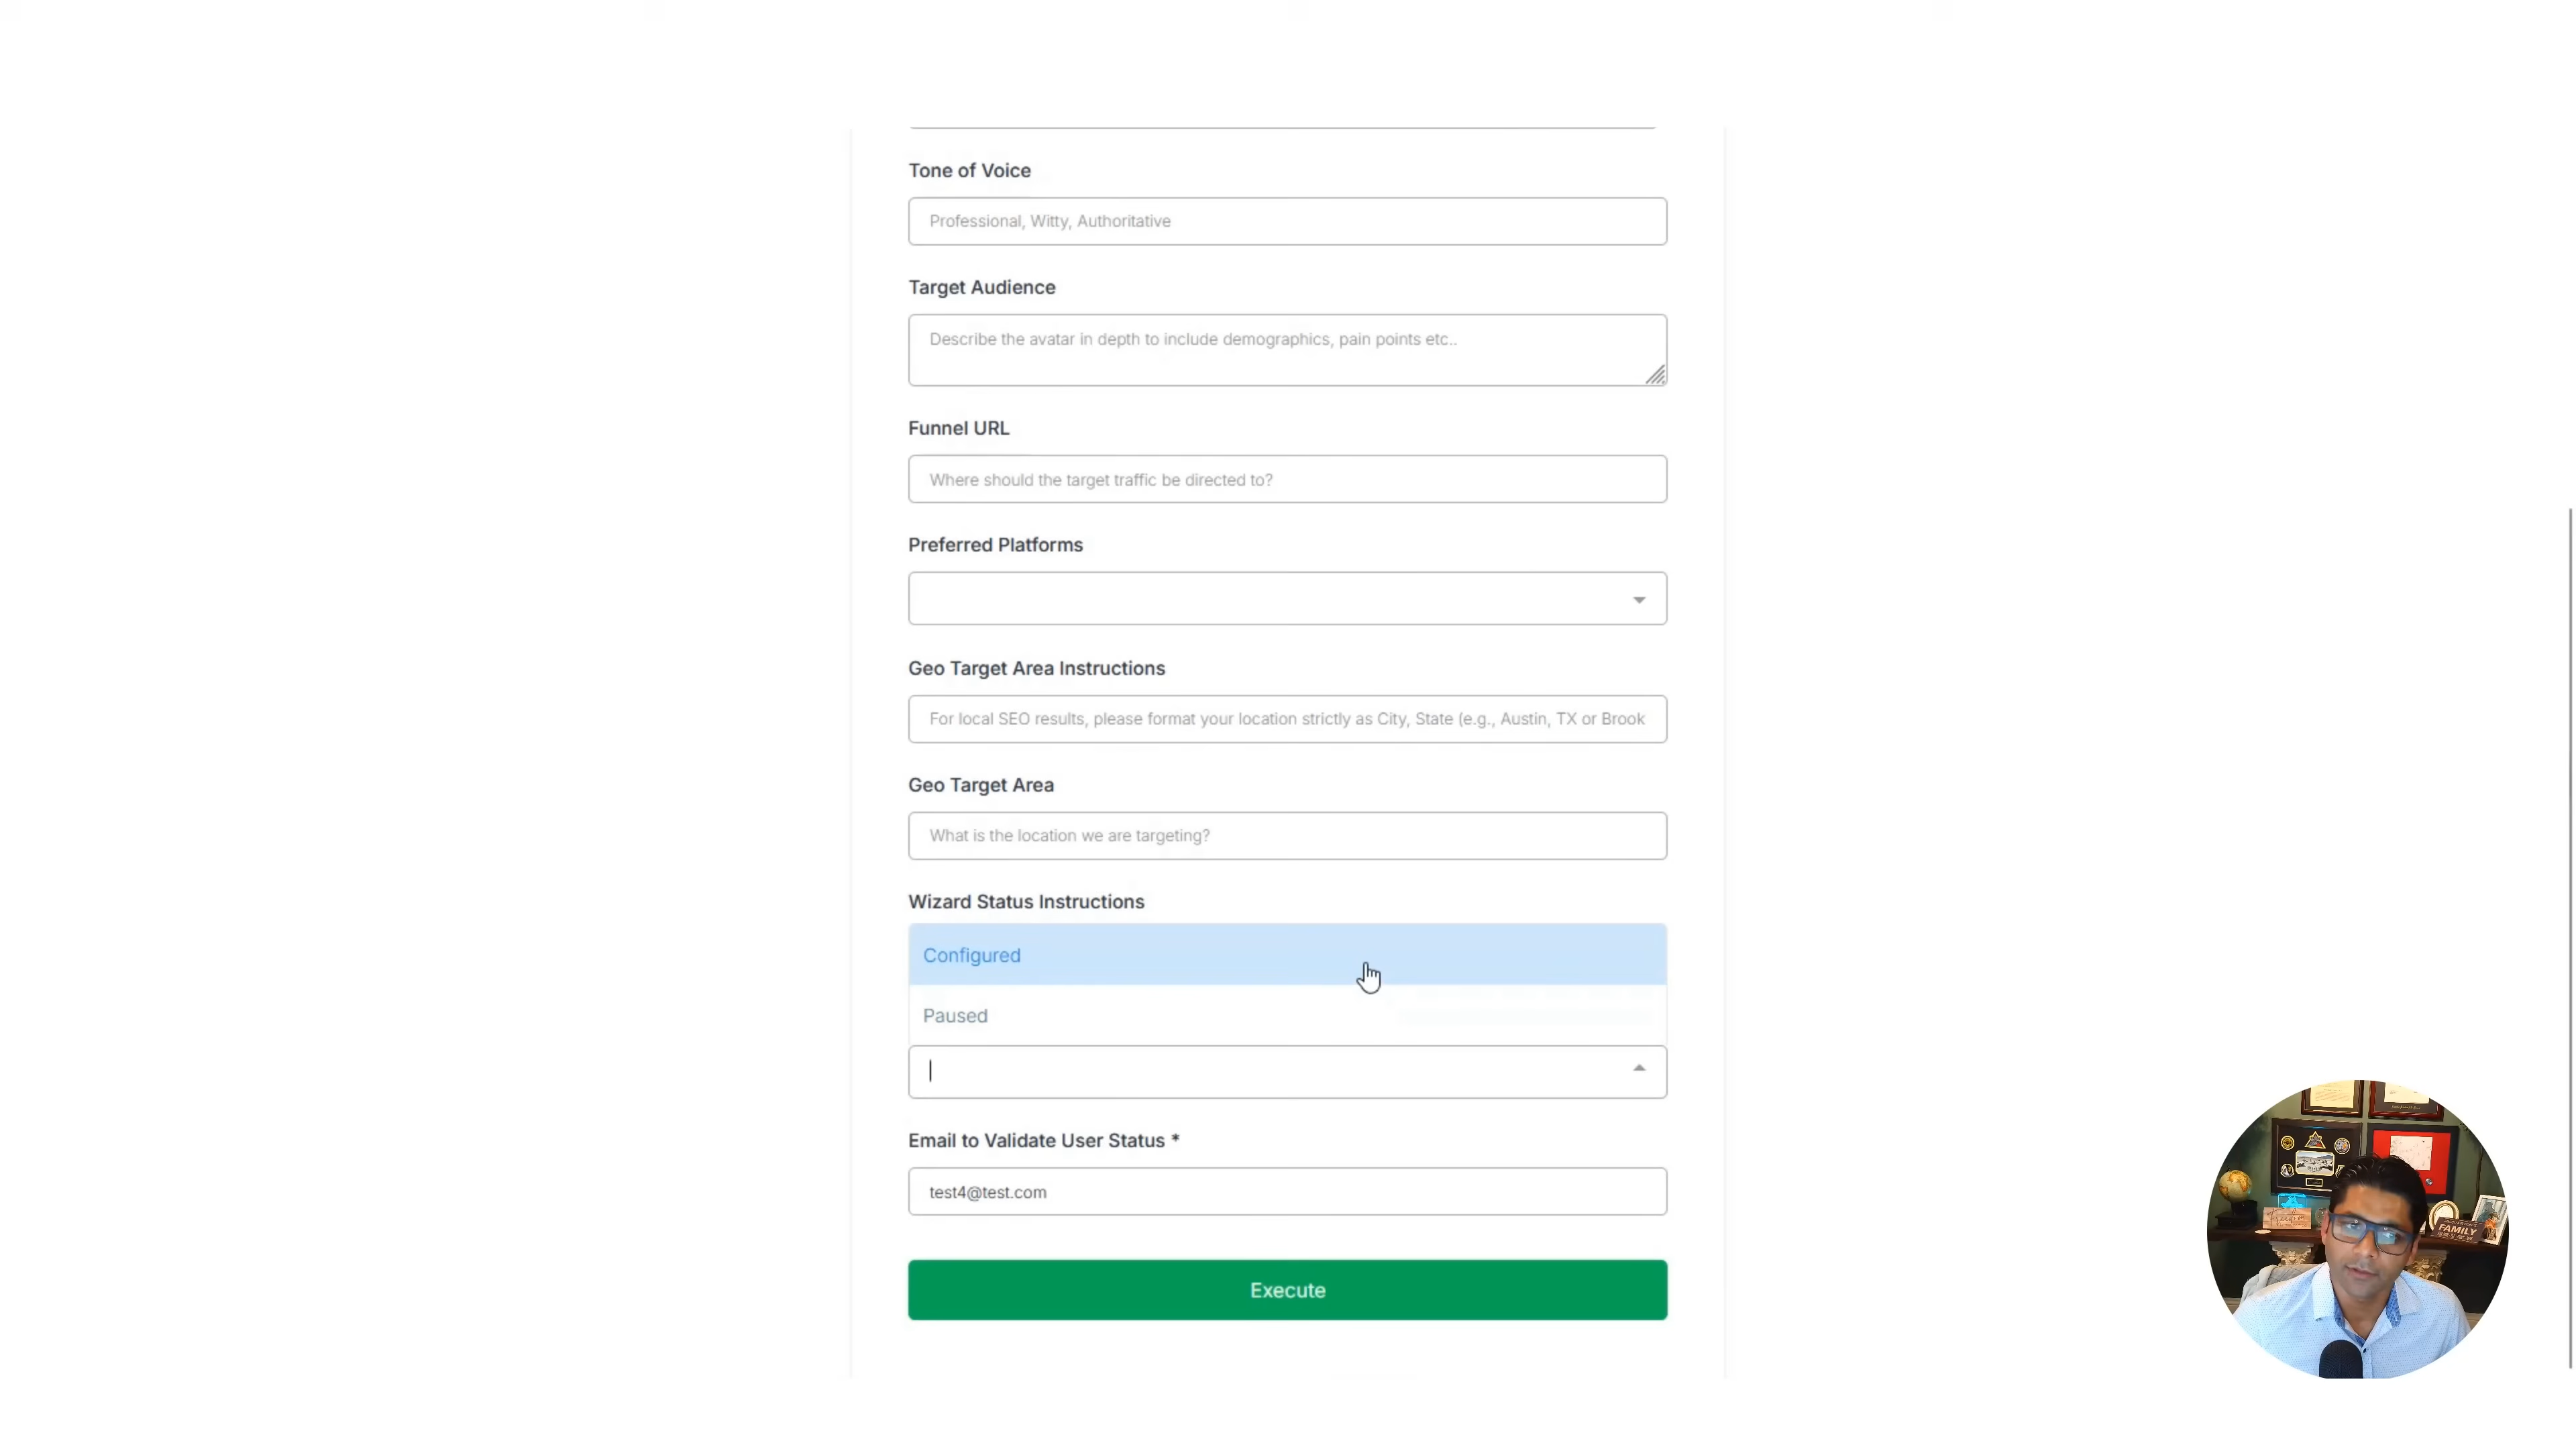 Tone of Voice
Professional, Witty, Authoritative
Target Audience
Describe the avatar in depth to include demographics, pain points etc..
Funnel URL
Where should the target traffic be directed to?
Preferred Platforms
Geo Target Area Instructions
For local SEO results, please format your location strictly as City, State (e.g., Austin, TX or Brook
Geo Target Area
What is the location we are targeting?
Wizard Status Instructions
Configured
Paused
Email to Validate User Status *
test4@test.com
Execute
FAMILY